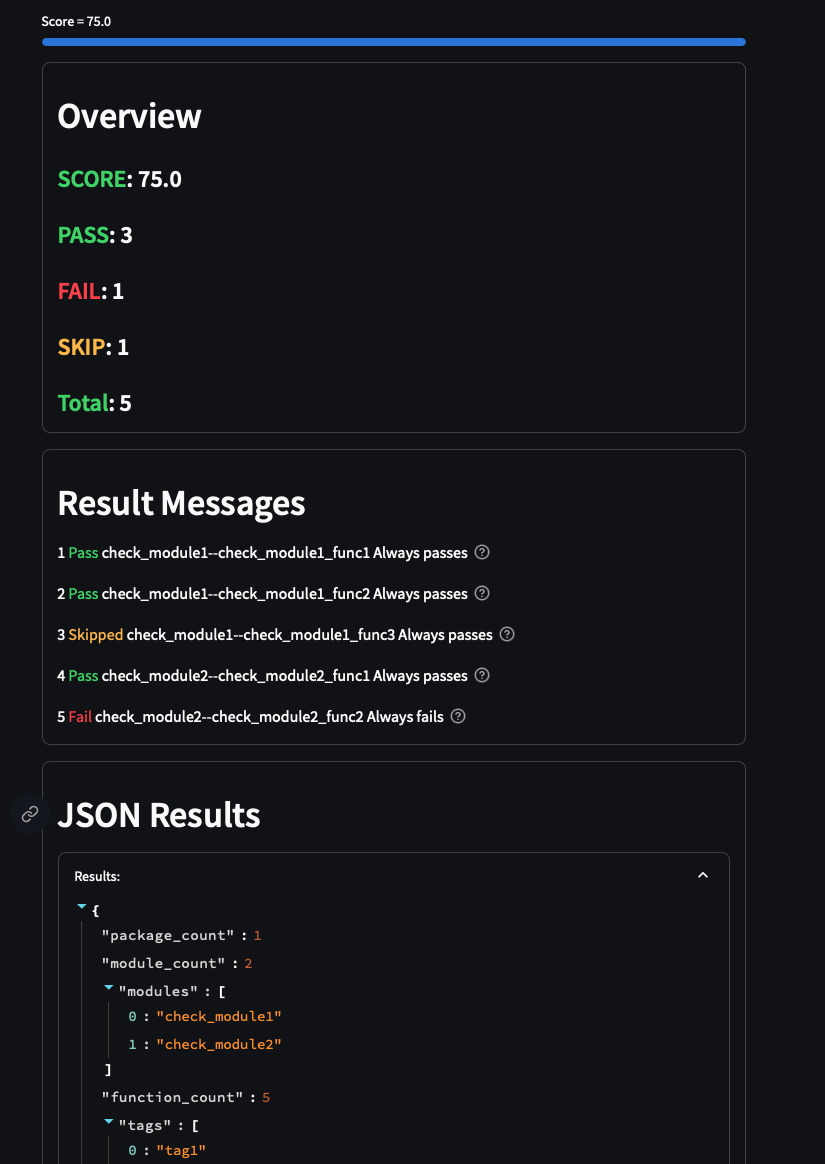 Score = 75.0
Overview
SCORE: 75.0
PASS: 3
FAIL: 1
SKIP: 1
Total: 5
Result Messages
1 Pass check_module1--check_module1_func1 Always passes
2 Pass check_module1--check_module1_func2 Always passes
3 Skipped check_module1--check_module1_func3 Always passes
4 Pass check_module2--check_module2_func1 Always passes
5 Fail check_module2--check_module2_func2 Always fails
JSON Results
Results:
{
"package_count" : 1
"module_count" : 2
"modules" : [
0 : "check_module1"
1 : "check_module2"
]
"function_count" : 5
"tags" : [
0 : "tag1"